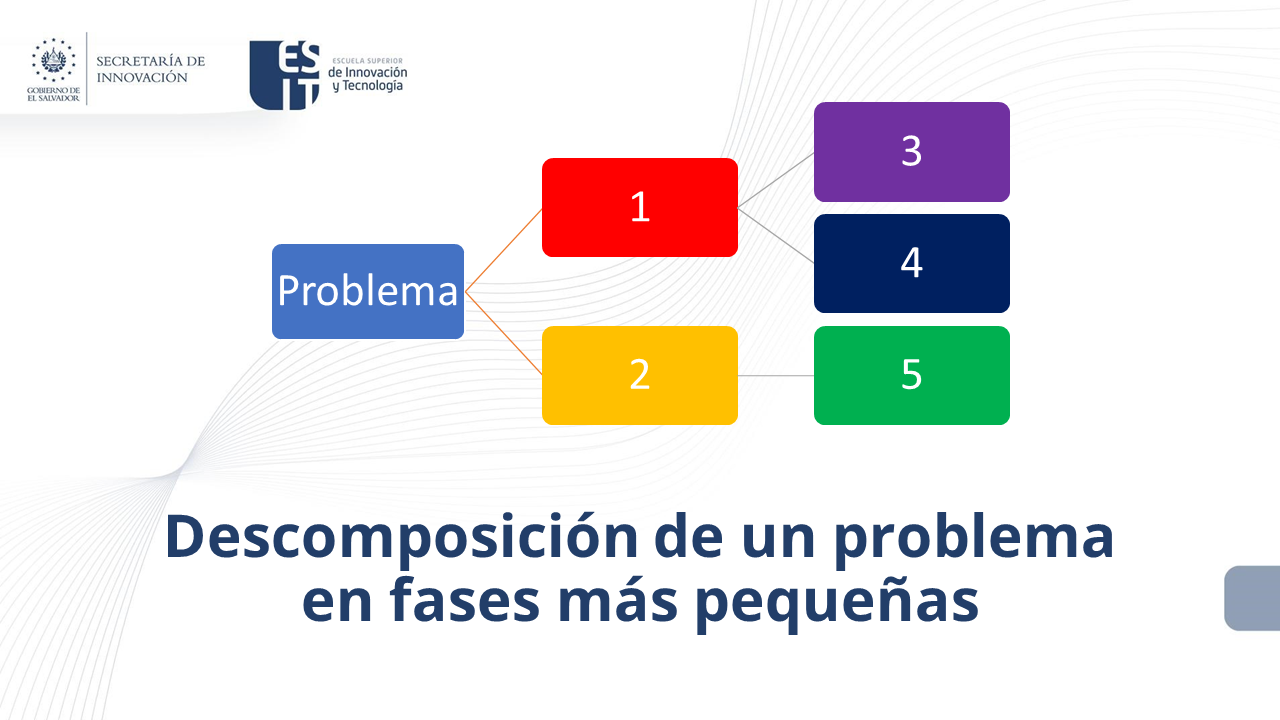 GOBIERNO DE
EL SALVADOR
SECRETARÍA DE
INNOVACIÓN
ES
IT
ESCUELA SUPERIOR
de Innovación
y Tecnología
Problema
1
2
3
4
5
Descomposición de un problema
en fases más pequeñas